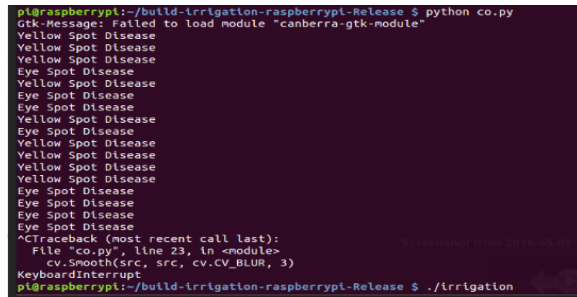 pi@raspberrypi:~/build-irrigation-raspberrypi-Release $ python co.py
Gtk-Message: Failed to load module "canberra-gtk-module"
Yellow Spot Disease
Yellow Spot Disease
Yellow Spot Disease
Eye Spot Disease
Yellow Spot Disease
Eye Spot Disease
Eye Spot Disease
Yellow Spot Disease
Eye Spot Disease
Yellow Spot Disease
Yellow Spot Disease
Yellow Spot Disease
Yellow Spot Disease
Eye Spot Disease
Eye Spot Disease
Eye Spot Disease
Eye Spot Disease
^CTraceback (most recent call last):
  File "co.py", line 23, in <module>
    cv.Smooth(src, src, cv.CV_BLUR, 3)
KeyboardInterrupt
pi@raspberrypi:~/build-irrigation-raspberrypi-Release $ ./irrigation
Screenshot from 2016-05-09